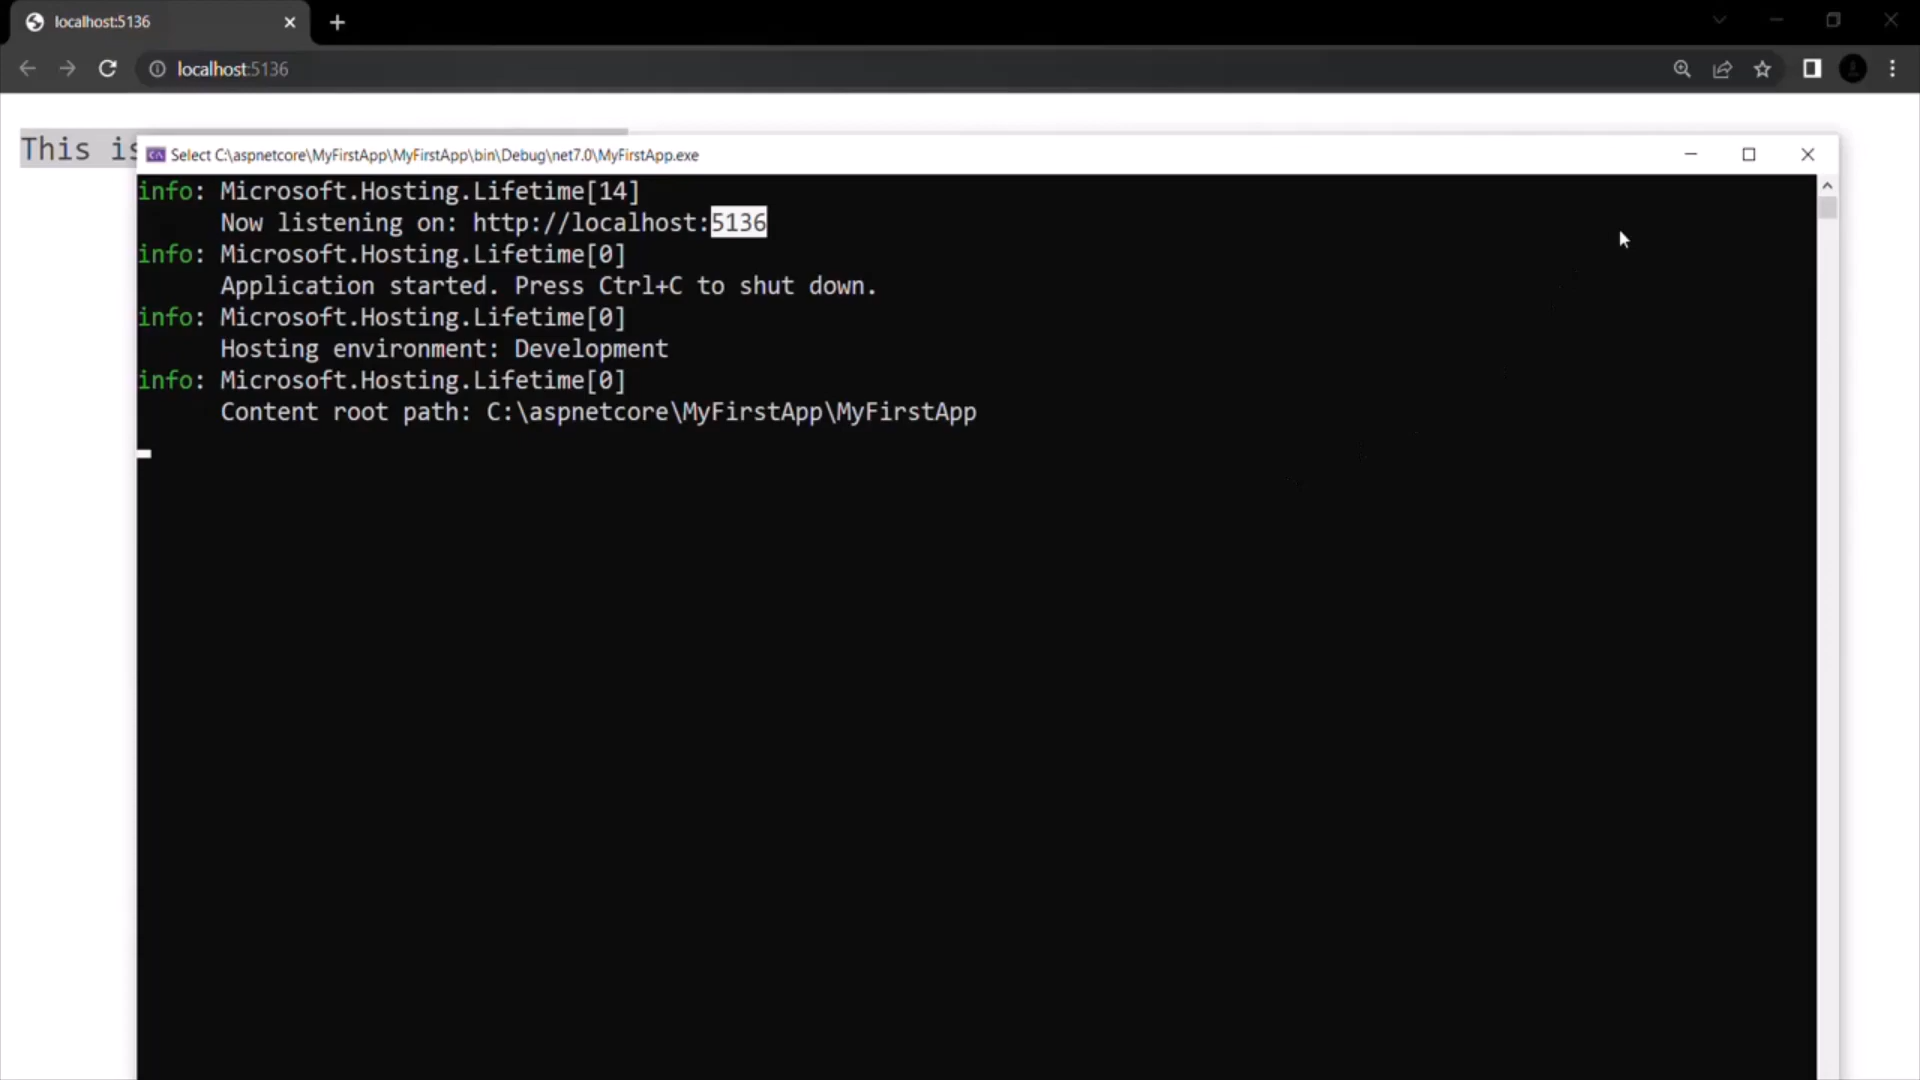 localhost:5136
localhost:5136
This is
Select C:\aspnetcore\MyFirstApp\MyFirstApp\bin\Debug\net7.0\MyFirstApp.exe
info: Microsoft.Hosting.Lifetime[14]
Now listening on: http://localhost:5136
info: Microsoft.Hosting.Lifetime[0]
Application started. Press Ctrl+C to shut down.
info: Microsoft.Hosting.Lifetime[0]
Hosting environment: Development
info: Microsoft.Hosting.Lifetime[0]
Content root path: C:\aspnetcore\MyFirstApp\MyFirstApp